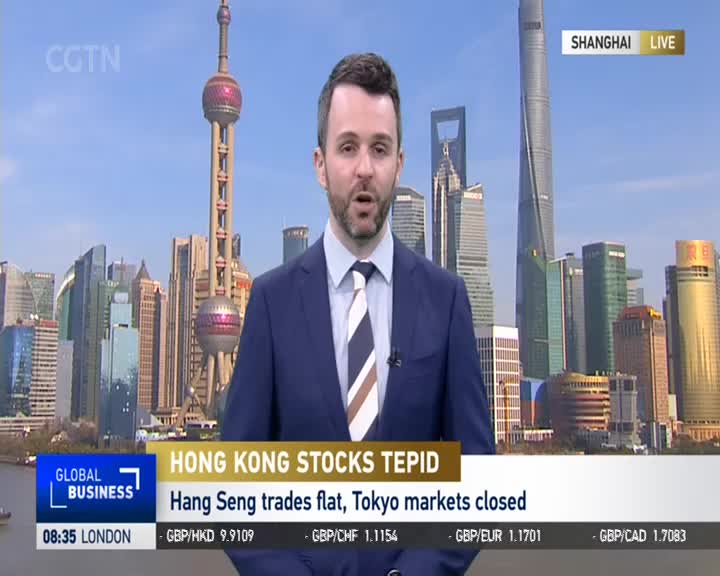 CGTN
SHANGHAI LIVE
HONG KONG STOCKS TEPID
GLOBAL BUSINESS
Hang Seng trades flat, Tokyo markets closed
08:35 LONDON
- GBP/HKD 9.9109 - GBP/CHF 1.1154 - GBP/EUR 1.1701 - GBP/CAD 1.7083